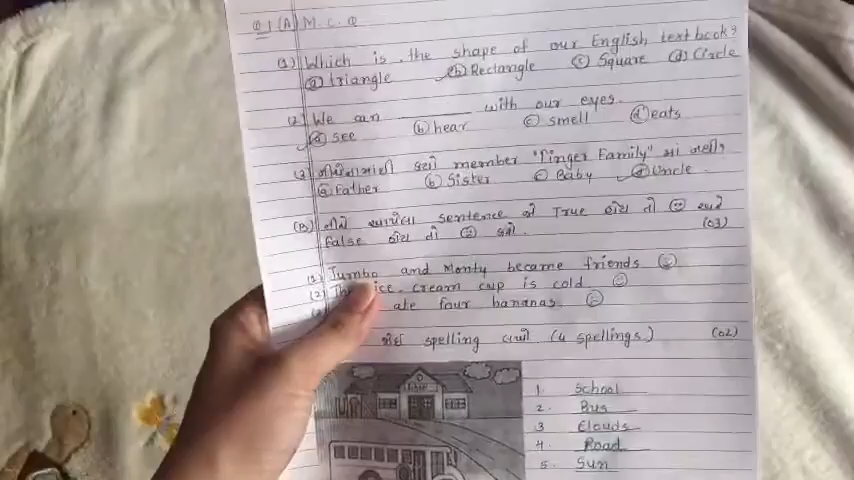 Q1 (A) M.C.Q
(1) Which is the shape of our English textbook?
(a) triangle (b) Rectangle (c) Square (d) Circle
(2) We can ______ with our eyes.
(a) see (b) hear (c) smell (d) eats
(3) નીચેનામાંથી કયો member "Finger Family" માં નથી?
(a) Father (b) Sister (c) Baby (d) Uncle
(B) નીચે આપેલા sentence જો True હોય તો ☺ અને
False હોય તો ☹ કરો. (03)
(1) Jumbo and Monty became friends ☺
(2) The ice-cream cup is cold ☺
ate four bananas
જોઈ spelling લખો (4 spellings) (02)
1. School
2. Bus
3 Clouds
4. Road
5. Sun